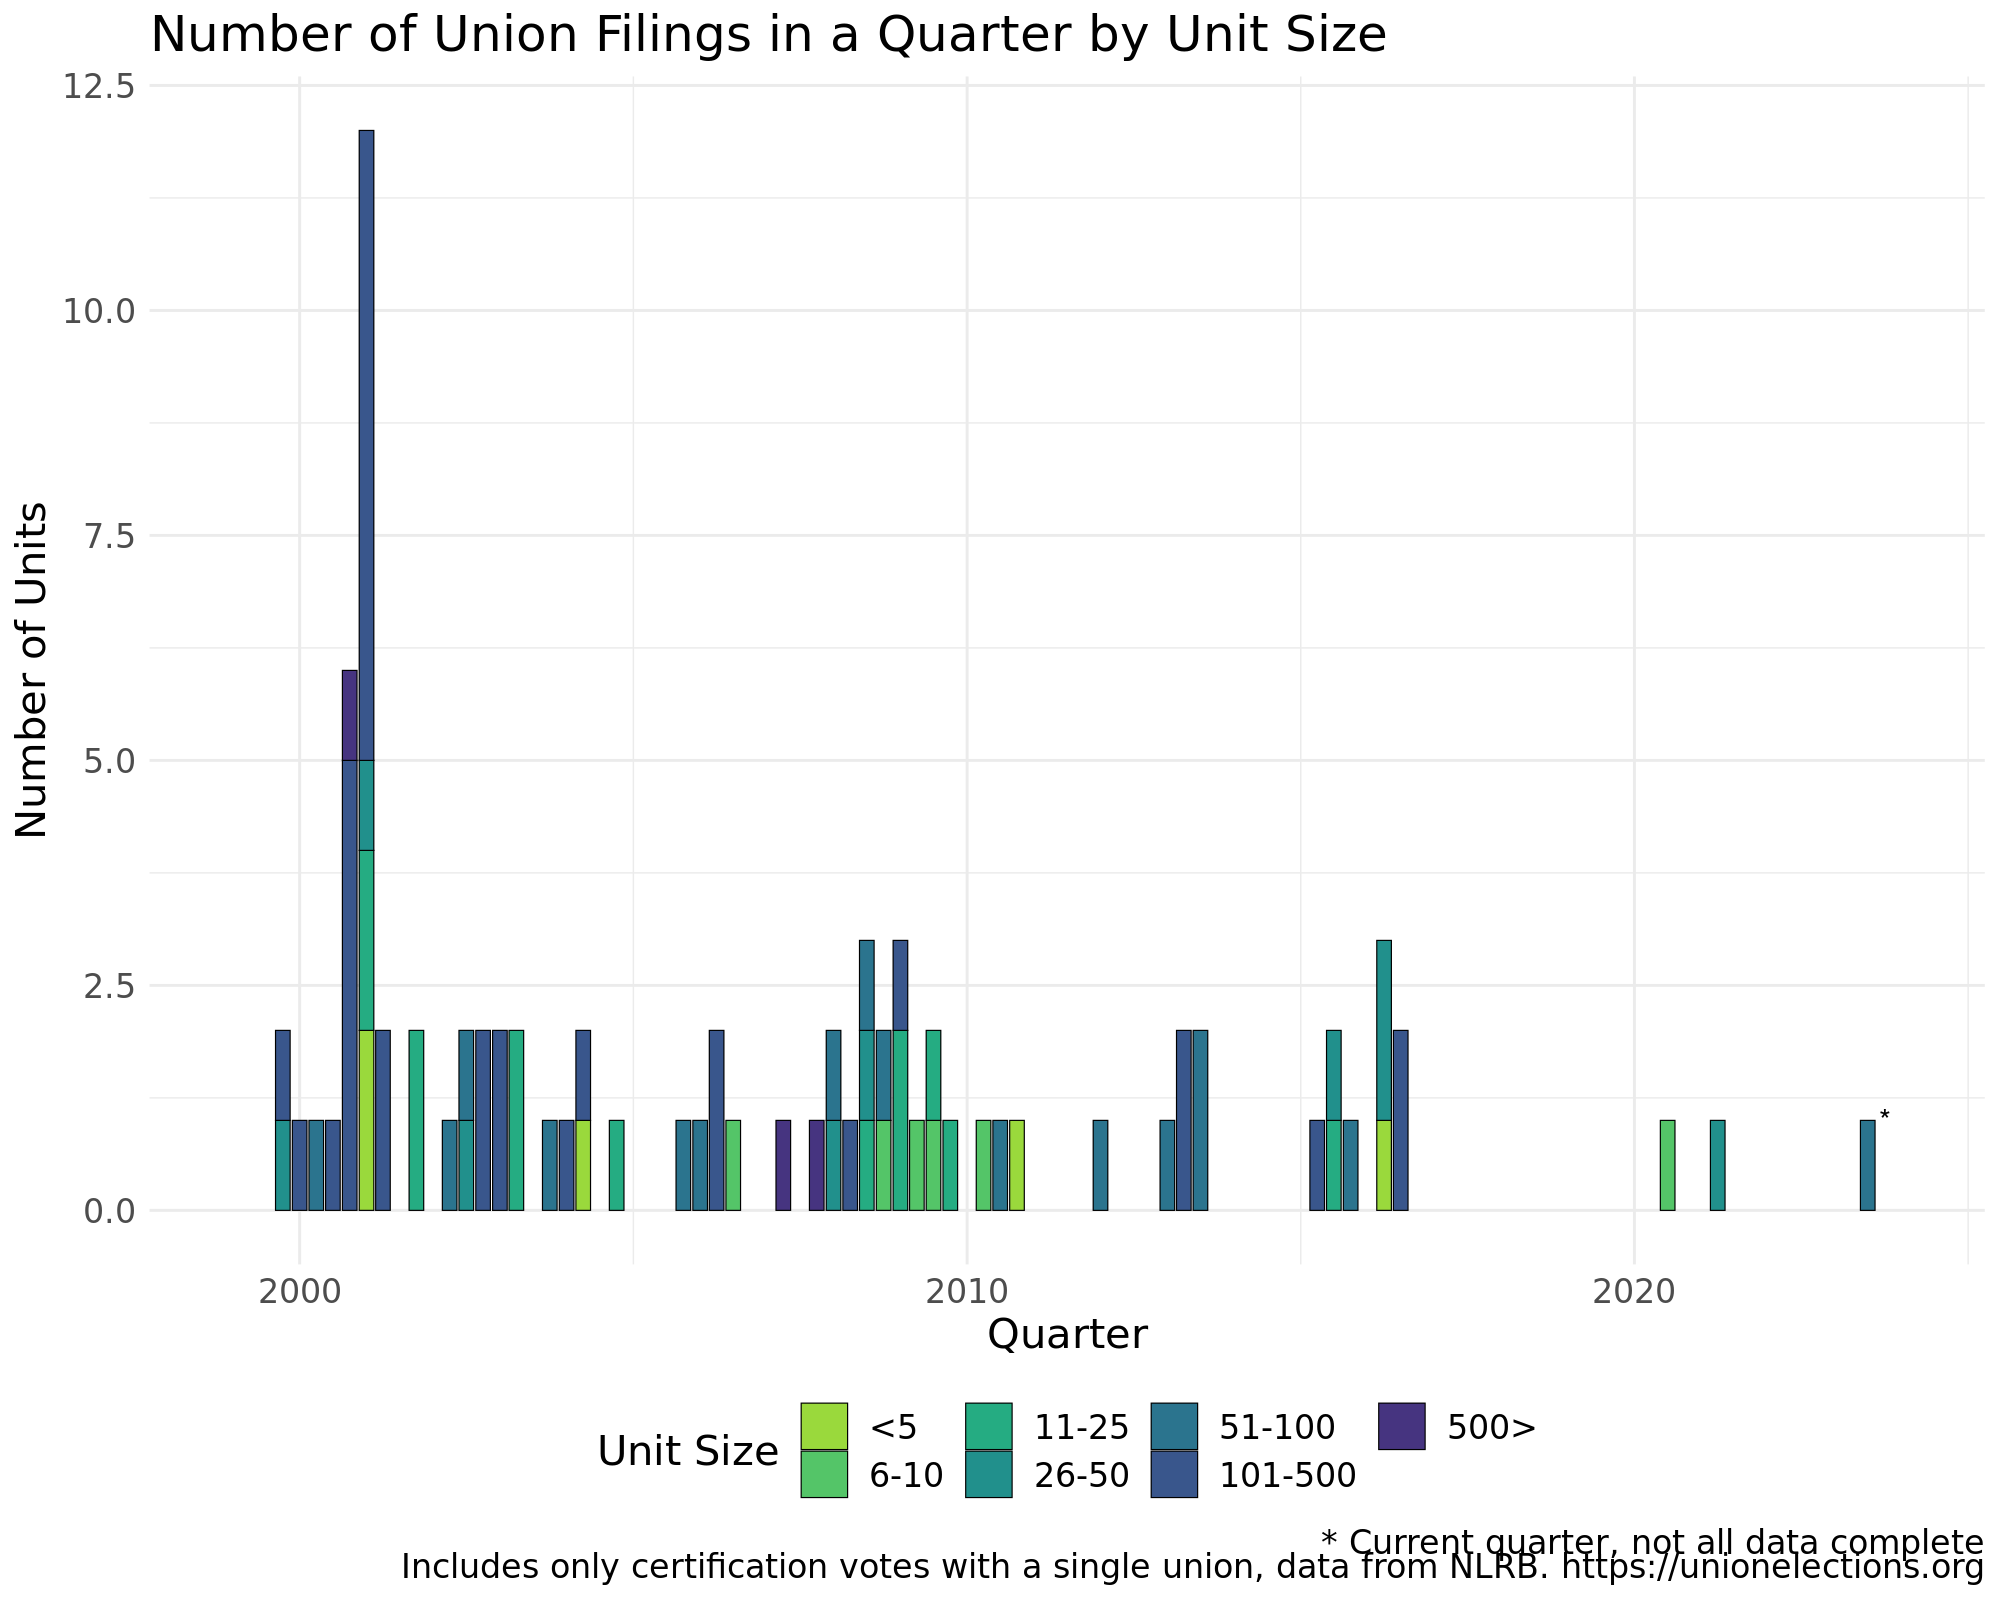 Number of Union Filings in a Quarter by Unit Size
12.5
10.0
7.5
5.0
2.5
0.0
Number of Units
*
2000 2010 2020
Quarter
Unit Size
<5 11-25 51-100 500>
6-10 26-50 101-500
* Current quarter, not all data complete
Includes only certification votes with a single union, data from NLRB. https://unionelections.org